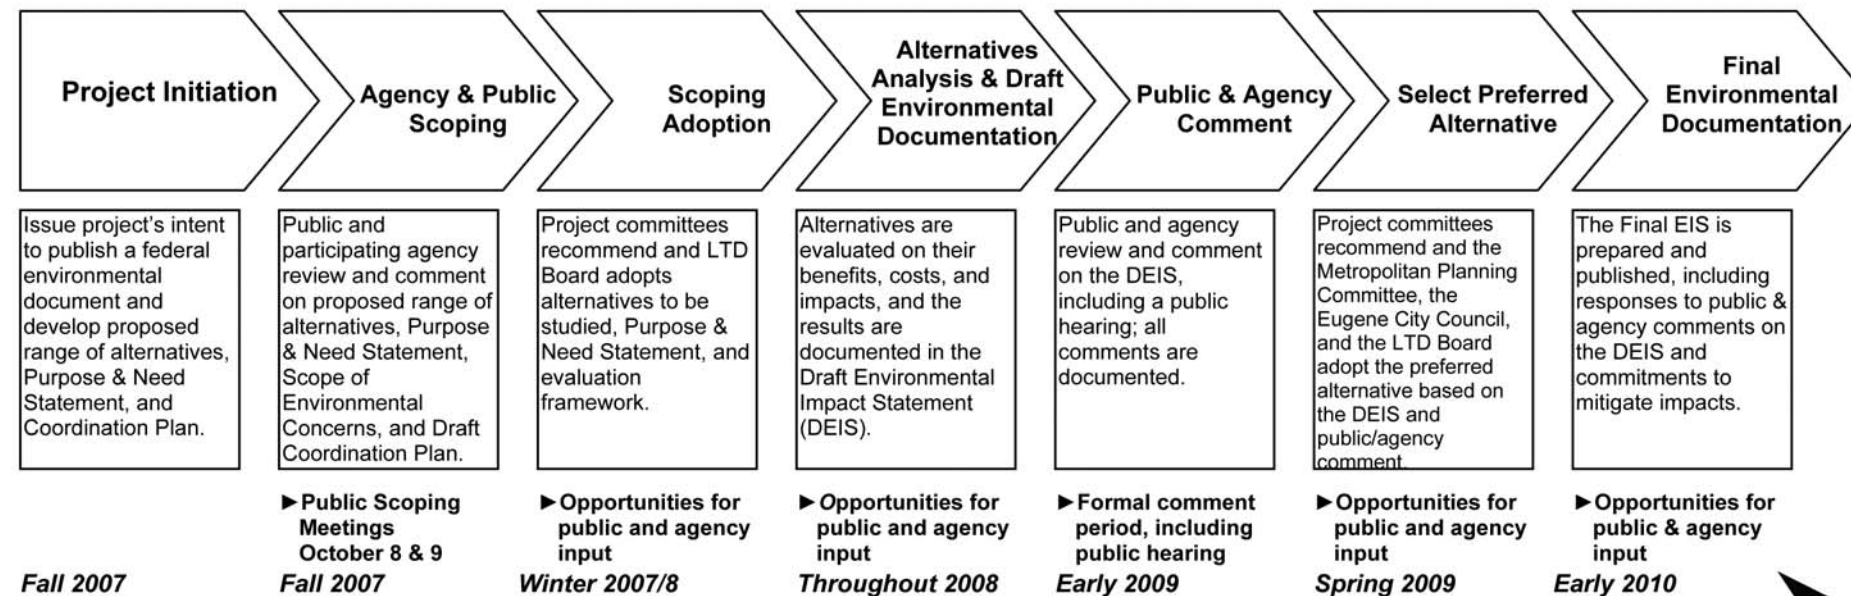 Project Initiation
Agency & Public
Scoping
Scoping
Adoption
Alternatives
Analysis & Draft
Environmental
Documentation
Public & Agency
Comment
Select Preferred
Alternative
Final
Environmental
Documentation
Issue project's intent
to publish a federal
environmental
document and
develop proposed
range of alternatives,
Purpose & Need
Statement, and
Coordination Plan.
Public and
participating agency
review and comment
on proposed range of
alternatives, Purpose
& Need Statement,
Scope of
Environmental
Concerns, and Draft
Coordination Plan.
Project committees
recommend and LTD
Board adopts
alternatives to be
studied, Purpose &
Need Statement, and
evaluation
framework.
Alternatives are
evaluated on their
benefits, costs, and
impacts, and the
results are
documented in the
Draft Environmental
Impact Statement
(DEIS).
Public and agency
review and comment
on the DEIS,
including a public
hearing; all
comments are
documented.
Project committees
recommend and the
Metropolitan Planning
Committee, the
Eugene City Council,
and the LTD Board
adopt the preferred
alternative based on
the DEIS and
public/agency
comment.
The Final EIS is
prepared and
published, including
responses to public &
agency comments on
the DEIS and
commitments to
mitigate impacts.
►Public Scoping
Meetings
October 8 & 9
►Opportunities for
public and agency
input
►Opportunities for
public and agency
input
►Formal comment
period, including
public hearing
►Opportunities for
public and agency
input
►Opportunities for
public & agency
input
Fall 2007
Fall 2007
Winter 2007/8
Throughout 2008
Early 2009
Spring 2009
Early 2010